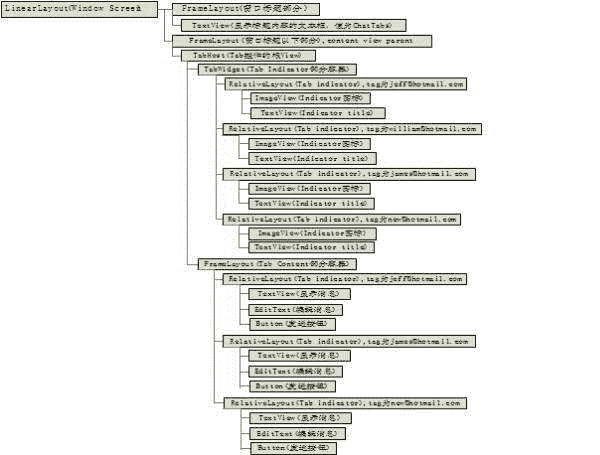 LinearLayout(Window Screen)
FrameLayout(窗口标题部分)
TextView(显示标题内容的文本框, 值为ChatTabs)
FrameLayout(窗口标题以下部分),content view parent
TabHost(Tab控件的根View)
TabWidget(Tab Indicator部分容器)
RelativeLayout(Tab indicator),tag为jeff@hotmail.com
ImageView(Indicator图标)
TextView(Indicator title)
RelativeLayout(Tab indicator),tag为william@hotmail.com
ImageView(Indicator图标)
TextView(Indicator title)
RelativeLayout(Tab indicator),tag为james@hotmail.com
ImageView(Indicator图标)
TextView(Indicator title)
RelativeLayout(Tab indicator),tag为new@hotmail.com
ImageView(Indicator图标)
TextView(Indicator title)
FrameLayout(Tab Content部分容器)
RelativeLayout(Tab indicator),tag为jeff@hotmail.com
TextView(显示消息)
EditText(编辑消息)
Button(发送按钮)
RelativeLayout(Tab indicator),tag为james@hotmail.com
TextView(显示消息)
EditText(编辑消息)
Button(发送按钮)
RelativeLayout(Tab indicator),tag为new@hotmail.com
TextView(显示消息)
EditText(编辑消息)
Button(发送按钮)